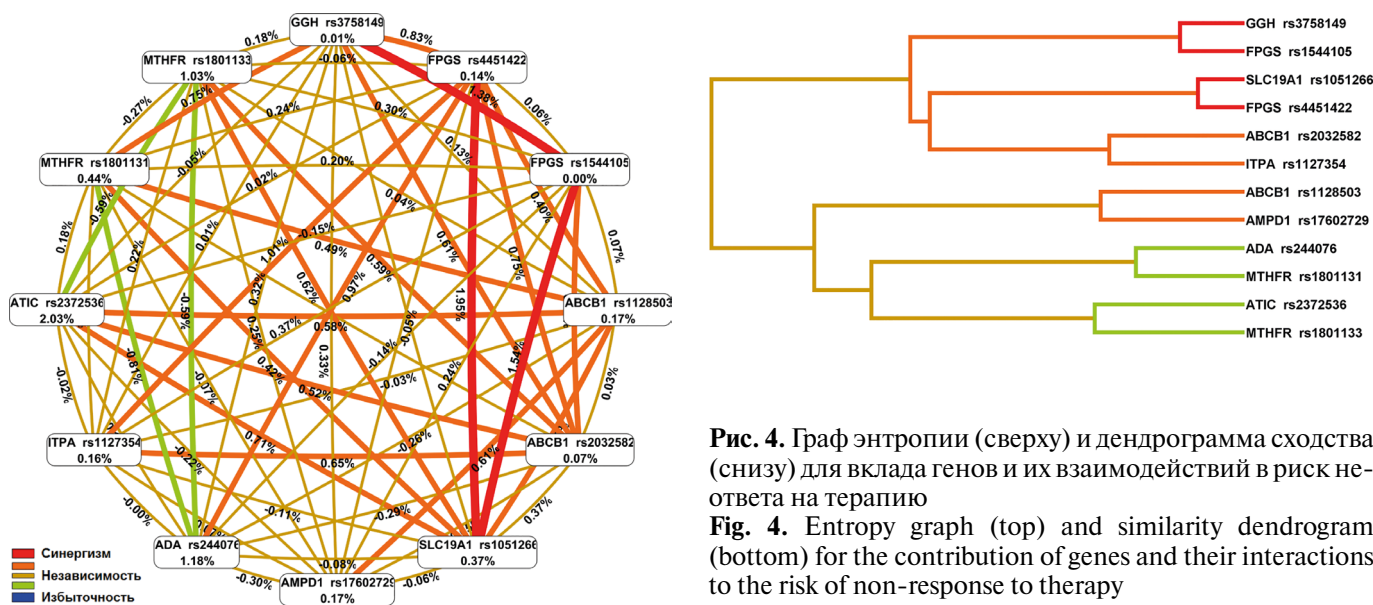 GGH rs3758149
0.01%
MTHFR rs1801133
1.03%
FPGS rs4451422
0.14%
MTHFR rs1801131
0.44%
FPGS rs1544105
0.00%
ATIC rs2372536
2.03%
ABCB1 rs1128503
0.17%
ITPA rs1127354
0.16%
ABCB1 rs2032582
0.07%
ADA rs244076
1.18%
SLC19A1 rs1051266
0.37%
AMPD1 rs17602729
0.17%
0.18%
0.83%
-0.06%
1.38%
0.75%
-0.27%
0.24%
0.30%
0.06%
0.13%
-0.05%
0.20%
0.02%
0.04%
0.40%
-0.59%
0.18%
0.22%
0.01%
1.01%
-0.15%
0.49%
0.59%
0.61%
0.75%
0.07%
0.32%
0.62%
0.97%
1.95%
-0.59%
0.25%
0.37%
0.58%
-0.05%
0.33%
-0.14%
1.54%
0.42%
-0.81%
-0.07%
0.52%
-0.03%
0.24%
0.03%
-0.02%
0.71%
-0.26%
0.61%
-0.22%
0.65%
-0.00%
-0.11%
-0.29%
0.37%
-0.08%
-0.30%
-0.06%
Синергизм
Независимость
Избыточность
GGH rs3758149
FPGS rs1544105
SLC19A1 rs1051266
FPGS rs4451422
ABCB1 rs2032582
ITPA rs1127354
ABCB1 rs1128503
AMPD1 rs17602729
ADA rs244076
MTHFR rs1801131
ATIC rs2372536
MTHFR rs1801133
Рис. 4. Граф энтропии (сверху) и дендрограмма сходства
(снизу) для вклада генов и их взаимодействий в риск не-
ответа на терапию
Fig. 4. Entropy graph (top) and similarity dendrogram
(bottom) for the contribution of genes and their interactions
to the risk of non-response to therapy